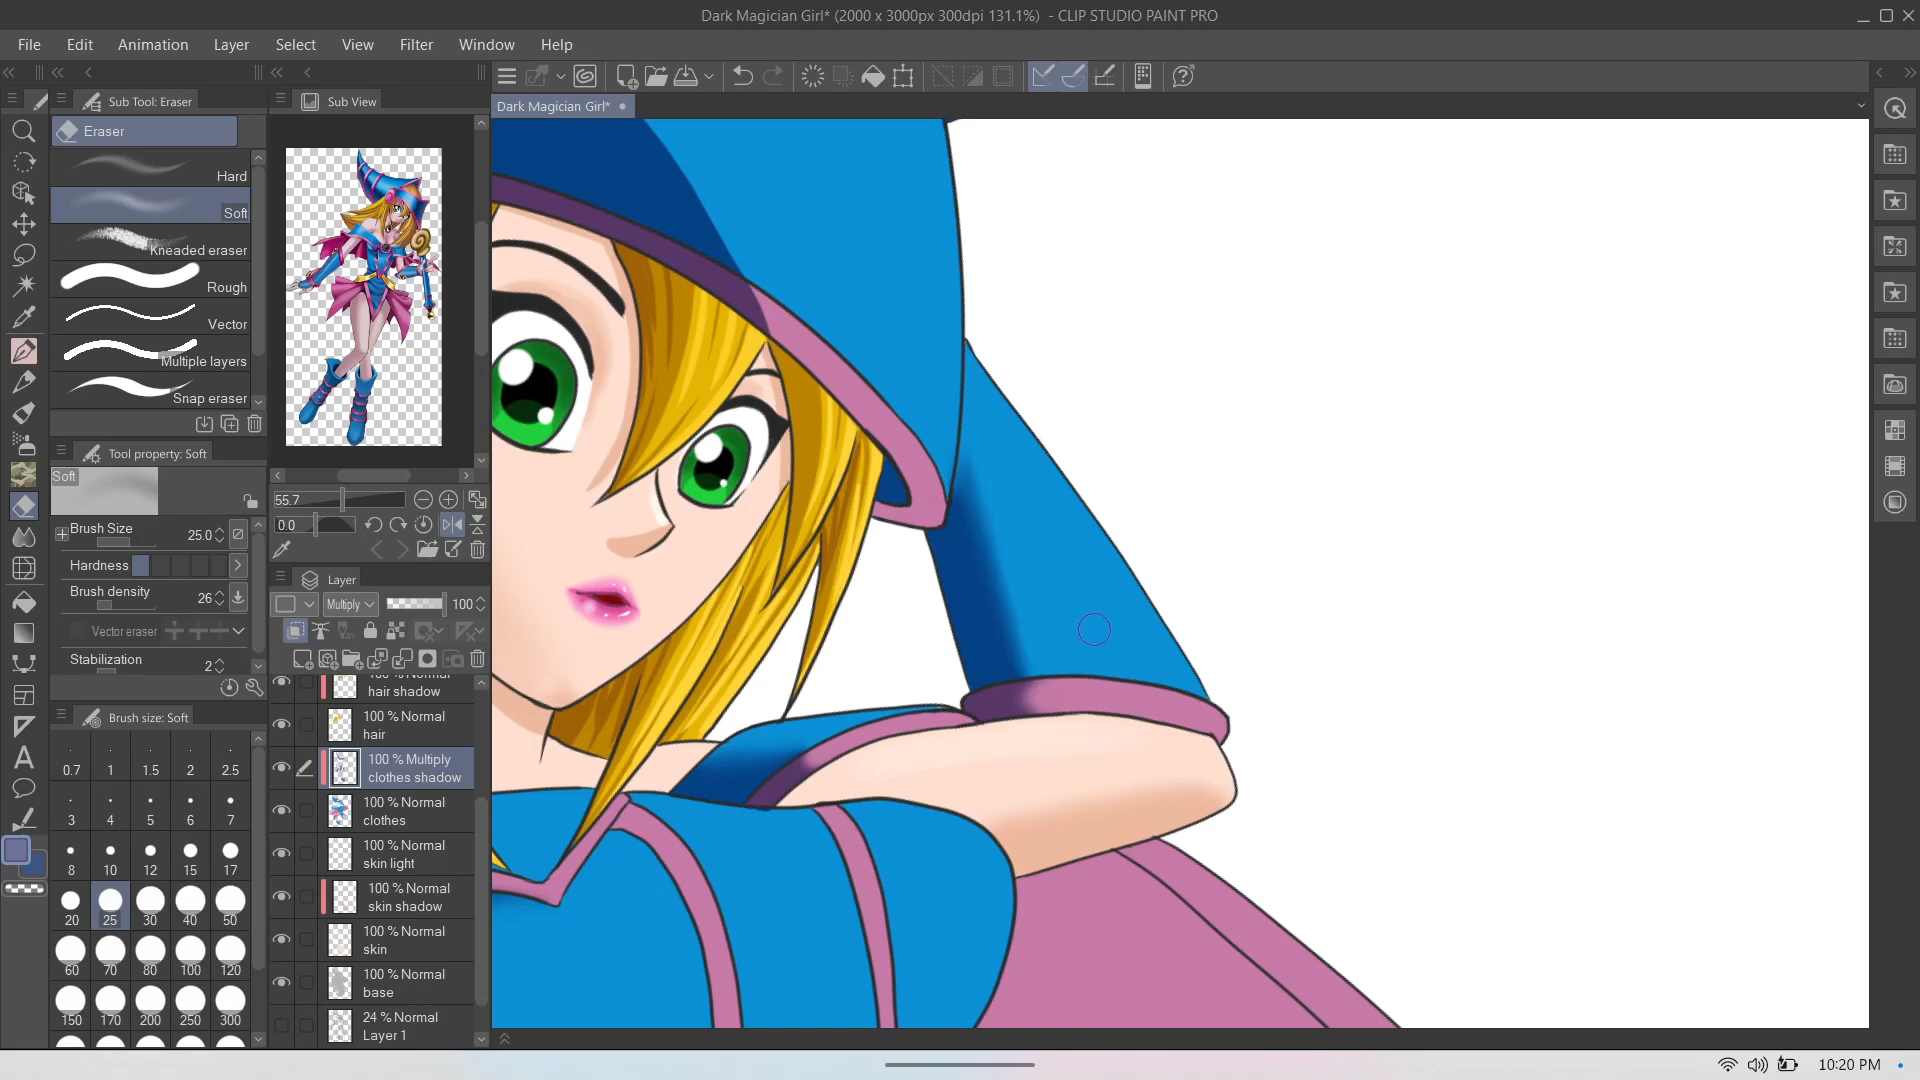 Dark Magician Girl* (2000 x 3000px 300dpi 131.1%) - CLIP STUDIO PAINT PRO
File Edit Animation Layer Select View Filter Window Help
Sub Tool: Eraser
Eraser
Hard
Soft
Kneaded eraser
Rough
Vector
Multiple layers
Snap eraser
Tool property: Soft
Soft
Brush Size 25.0
Hardness
Brush density 26
Vector eraser
Stabilization 2
Brush size: Soft
0.7 1 1.5 2 2.5
3 4 5 6 7
8 10 12 15 17
20 25 30 40 50
60 70 80 100 120
150 170 200 250 300
Sub View
55.7
0.0
Layer
Multiply 100
100 % Normal
hair shadow
100 % Normal
hair
100 % Multiply
clothes shadow
100 % Normal
clothes
100 % Normal
skin light
100 % Normal
skin shadow
100 % Normal
skin
100 % Normal
base
24 % Normal
Layer 1
Dark Magician Girl*
10:20 PM